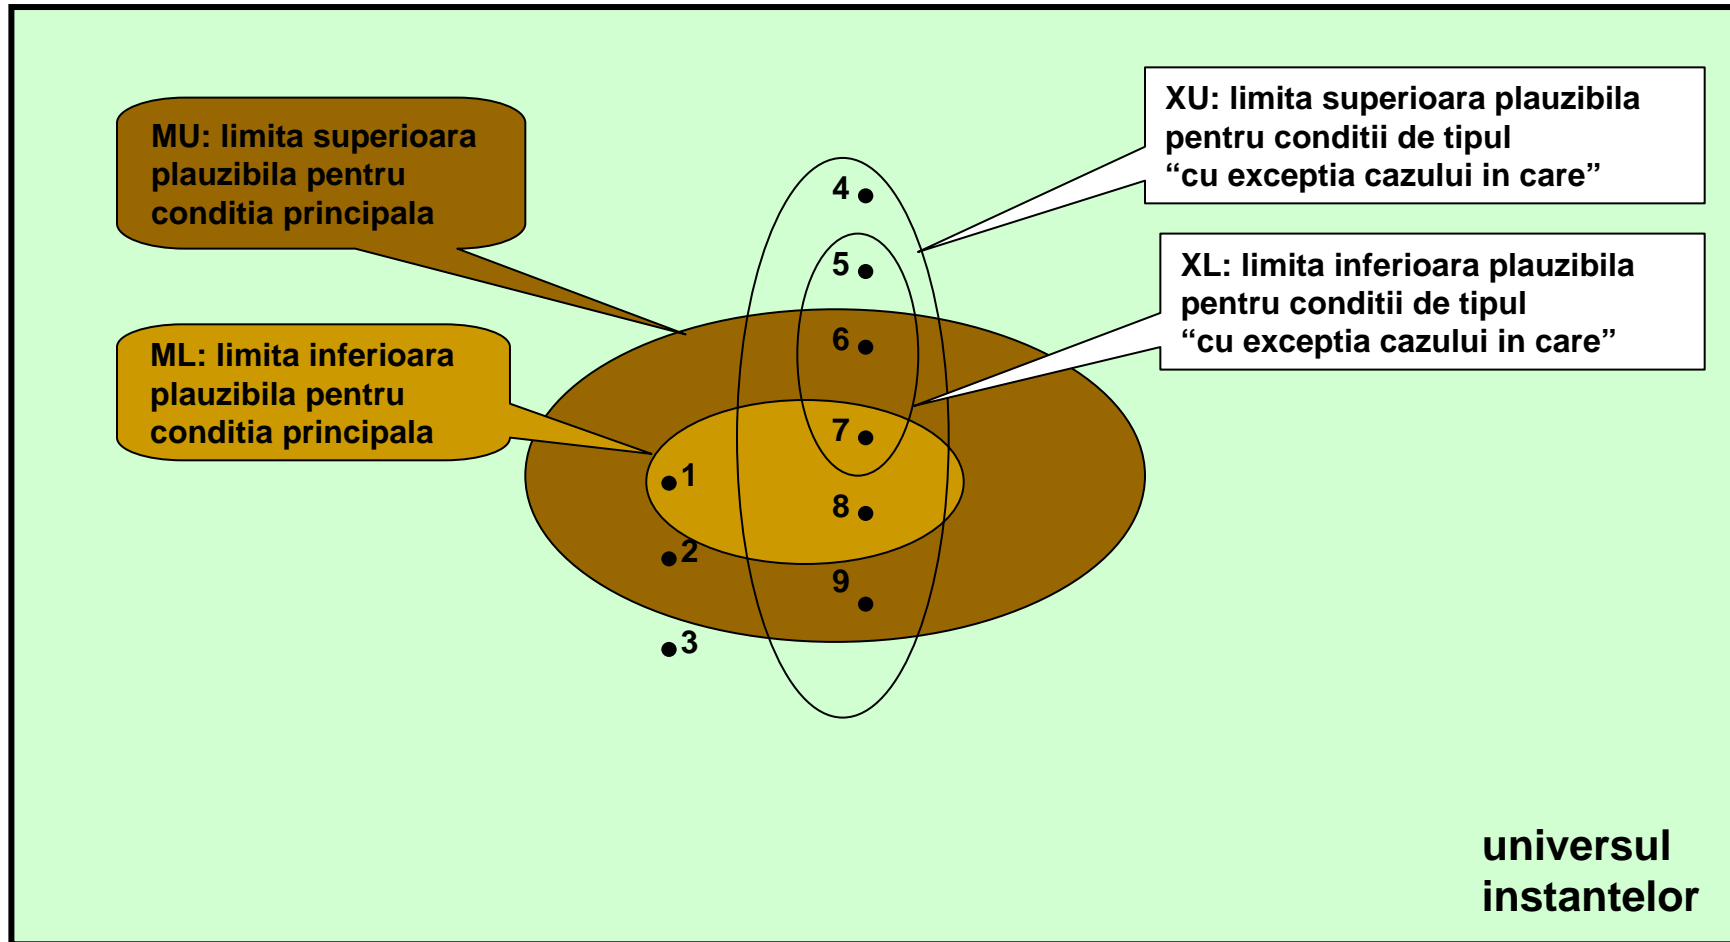 MU: limita superioara
plauzibila pentru
conditia principala
ML: limita inferioara
plauzibila pentru
conditia principala
XU: limita superioara plauzibila
pentru conditii de tipul
“cu exceptia cazului in care”
XL: limita inferioara plauzibila
pentru conditii de tipul
“cu exceptia cazului in care”
4
5
6
7
1
8
2
9
3
universul
instantelor